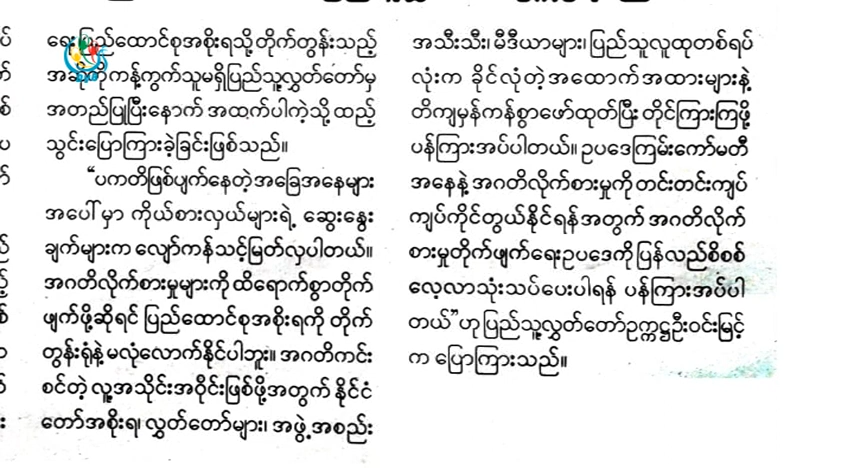 ရေးပြည်ထောင်စုအစိုးရသို့ တိုက်တွန်းသည့်
အဆိုကိုကန့်ကွက်သူမရှိပြည်သူ့လွှတ်တော်မှ
အတည်ပြုပြီးနောက် အထက်ပါကဲ့သို့ ထည့်
သွင်းပြောကြားခဲ့ခြင်းဖြစ်သည်။
“ပကတိဖြစ်ပျက်နေတဲ့ အခြေအနေများ
အပေါ် မှာ ကိုယ်စားလှယ်များရဲ့ ဆွေးနွေး
ချက်များက လျော်ကန်သင့်မြတ်လှပါတယ်။
အဂတိလိုက်စားမှုများကို ထိရောက်စွာတိုက်
ဖျက်ဖို့ဆိုရင် ပြည်ထောင်စုအစိုးရကို တိုက်
တွန်းရုံနဲ့ မလုံလောက်နိုင်ပါဘူး။ အဂတိကင်း
စင်တဲ့ လူ့အသိုင်းအဝိုင်းဖြစ်ဖို့အတွက် နိုင်ငံ
တော်အစိုးရ၊ လွှတ်တော်များ၊ အဖွဲ့ အစည်း
အသီးသီး၊ မီဒီယာများ၊ ပြည်သူလူထုတစ်ရပ်
လုံးက ခိုင်လုံတဲ့ အထောက်အထားများနဲ့
တိကျမှန်ကန်စွာဖော်ထုတ်ပြီး တိုင်ကြားကြဖို့
ပန်ကြားအပ်ပါတယ်။ ဥပဒေကြမ်းကော်မတီ
အနေနဲ့ အဂတိလိုက်စားမှုကို တင်းတင်းကျပ်
ကျပ်ကိုင်တွယ်နိုင်ရန်အတွက် အဂတိလိုက်
စားမှုတိုက်ဖျက်ရေးဥပဒေကို ပြန်လည်စိစစ်
လေ့လာသုံးသပ်ပေးပါရန် ပန်ကြားအပ်ပါ
တယ်”ဟု ပြည်သူ့လွှတ်တော်ဥက္ကဋ္ဌဦးဝင်းမြင့်
က ပြောကြားသည်။